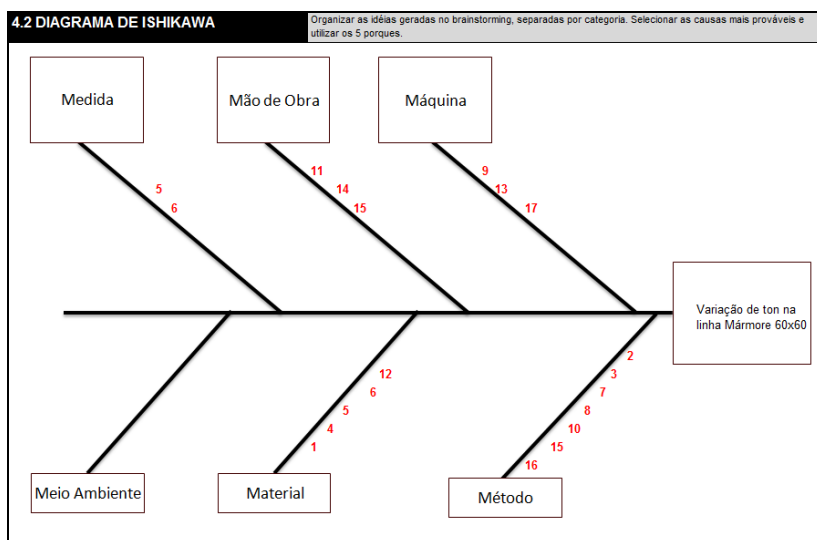 4.2 DIAGRAMA DE ISHIKAWA
Organizar as idéias geradas no brainstorming, separadas por categoria. Selecionar as causas mais prováveis e
utilizar os 5 porques.
Medida
Mão de Obra
Máquina
5
6
11
14
15
9
13
17
Variação de ton na
linha Mármore 60x60
12
6
5
4
1
2
3
7
8
10
15
16
Meio Ambiente
Material
Método